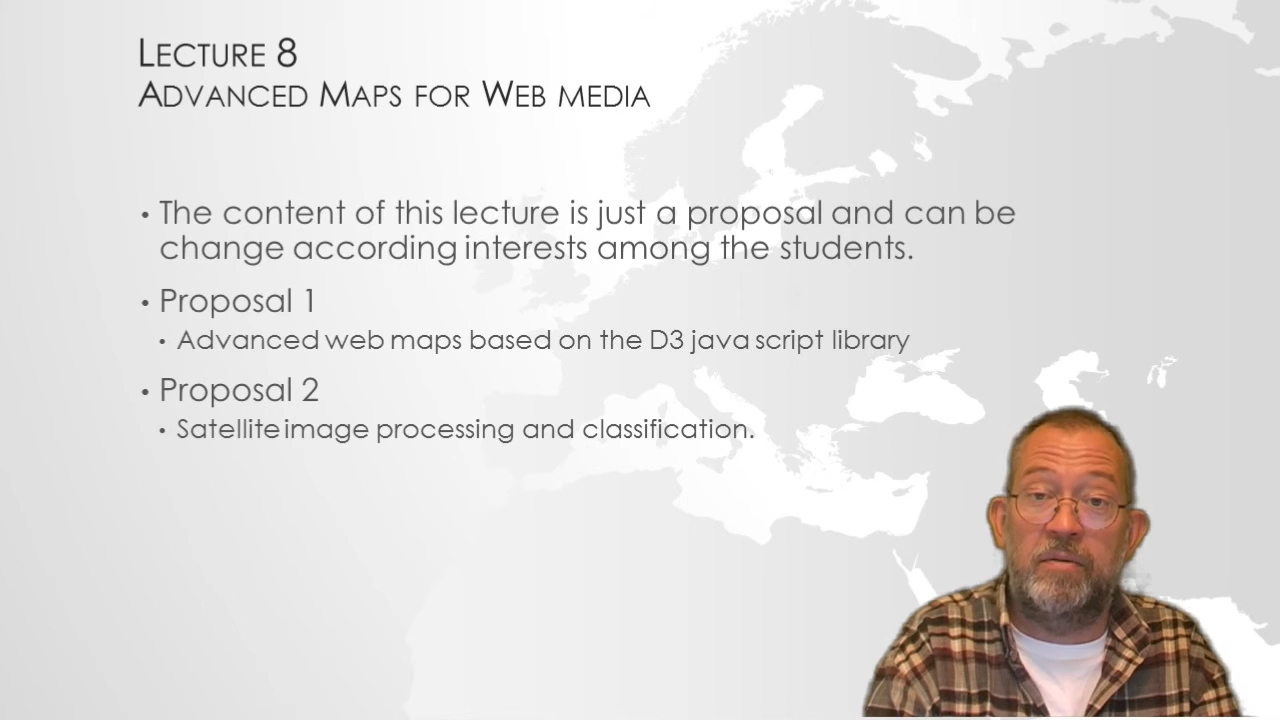 LECTURE 8
ADVANCED MAPS FOR WEB MEDIA
• The content of this lecture is just a proposal and can be
change according interests among the students.
• Proposal 1
• Advanced web maps based on the D3 java script library
• Proposal 2
• Satellite image processing and classification.